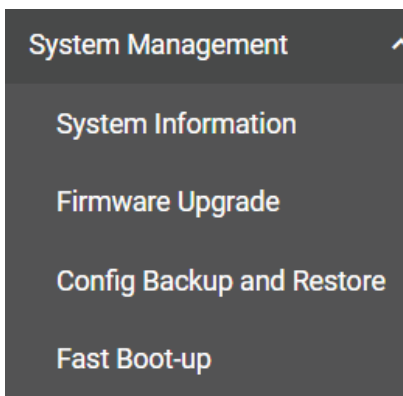 System Management
System Information
Firmware Upgrade
Config Backup and Restore
Fast Boot-up